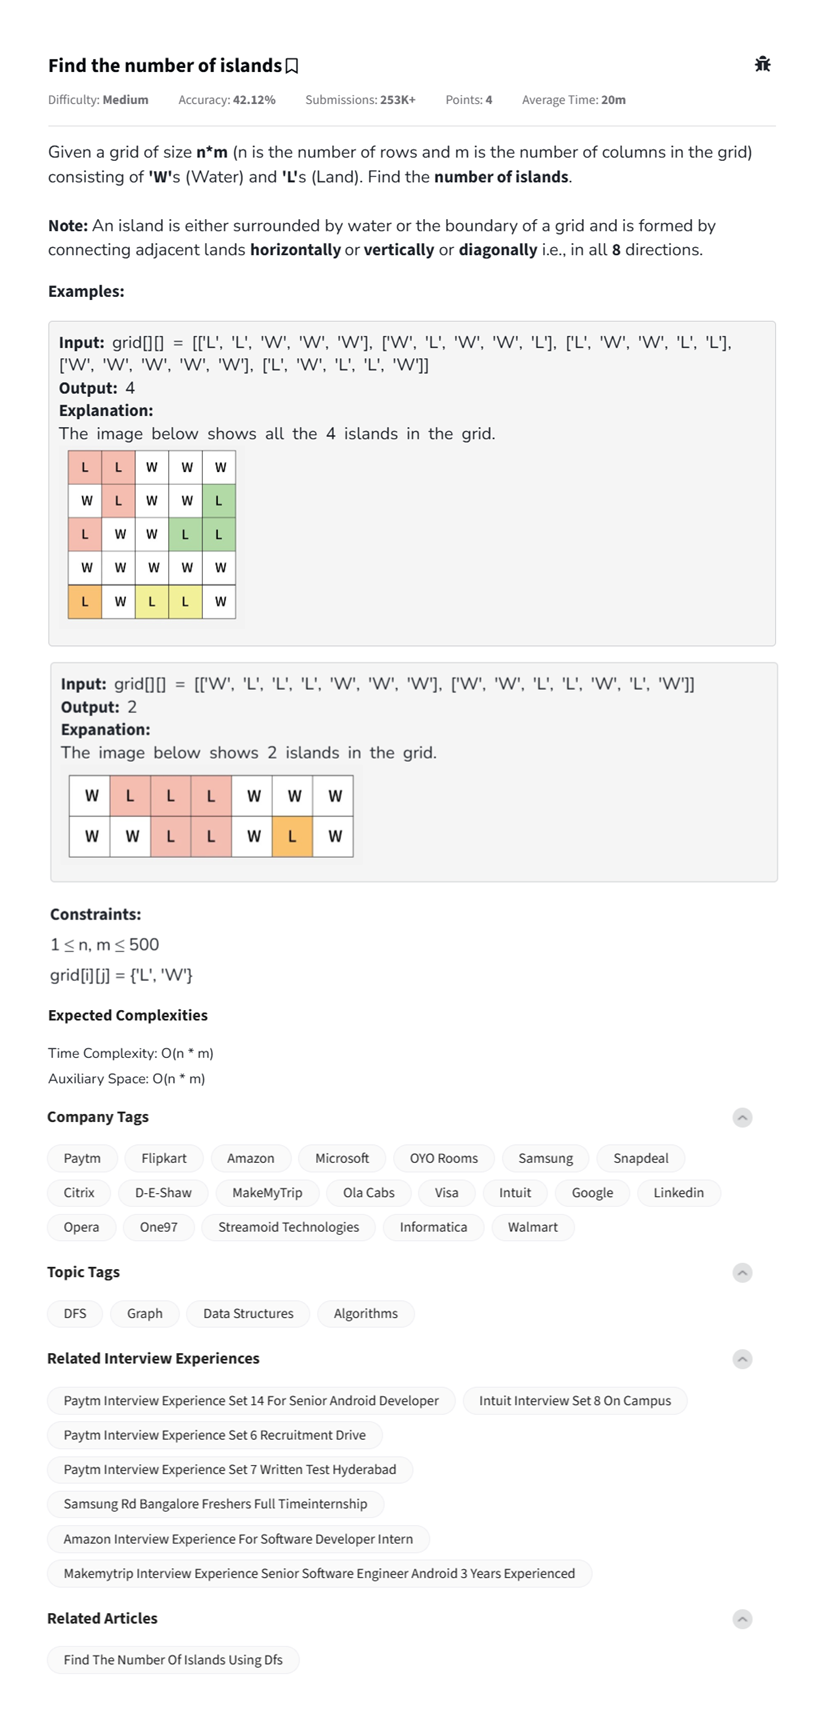 Find the number of islands
Difficulty: Medium Accuracy: 42.12% Submissions: 253K+ Points: 4 Average Time: 20m
Given a grid of size n*m (n is the number of rows and m is the number of columns in the grid)
consisting of 'W's (Water) and 'L's (Land). Find the number of islands.
Note: An island is either surrounded by water or the boundary of a grid and is formed by
connecting adjacent lands horizontally or vertically or diagonally i.e., in all 8 directions.
Examples:
Input: grid[][] = [['L', 'L', 'W', 'W', 'W'], ['W', 'L', 'W', 'W', 'L'], ['L', 'W', 'W', 'L', 'L'],
['W', 'W', 'W', 'W', 'W'], ['L', 'W', 'L', 'L', 'W']]
Output: 4
Explanation:
The image below shows all the 4 islands in the grid.
L L W W W
W L W W L
L W W L L
W W W W W
L W L L W
Input: grid[][] = [['W', 'L', 'L', 'L', 'W', 'W', 'W'], ['W', 'W', 'L', 'L', 'W', 'L', 'W']]
Output: 2
Expanation:
The image below shows 2 islands in the grid.
W L L L W W W
W W L L W L W
Constraints:
1 ≤ n, m ≤ 500
grid[i][j] = {'L', 'W'}
Expected Complexities
Time Complexity: O(n * m)
Auxiliary Space: O(n * m)
Company Tags
Paytm Flipkart Amazon Microsoft OYO Rooms Samsung Snapdeal
Citrix D-E-Shaw MakeMyTrip Ola Cabs Visa Intuit Google Linkedin
Opera One97 Streamoid Technologies Informatica Walmart
Topic Tags
DFS Graph Data Structures Algorithms
Related Interview Experiences
Paytm Interview Experience Set 14 For Senior Android Developer Intuit Interview Set 8 On Campus
Paytm Interview Experience Set 6 Recruitment Drive
Paytm Interview Experience Set 7 Written Test Hyderabad
Samsung Rd Bangalore Freshers Full Timeinternship
Amazon Interview Experience For Software Developer Intern
Makemytrip Interview Experience Senior Software Engineer Android 3 Years Experienced
Related Articles
Find The Number Of Islands Using Dfs